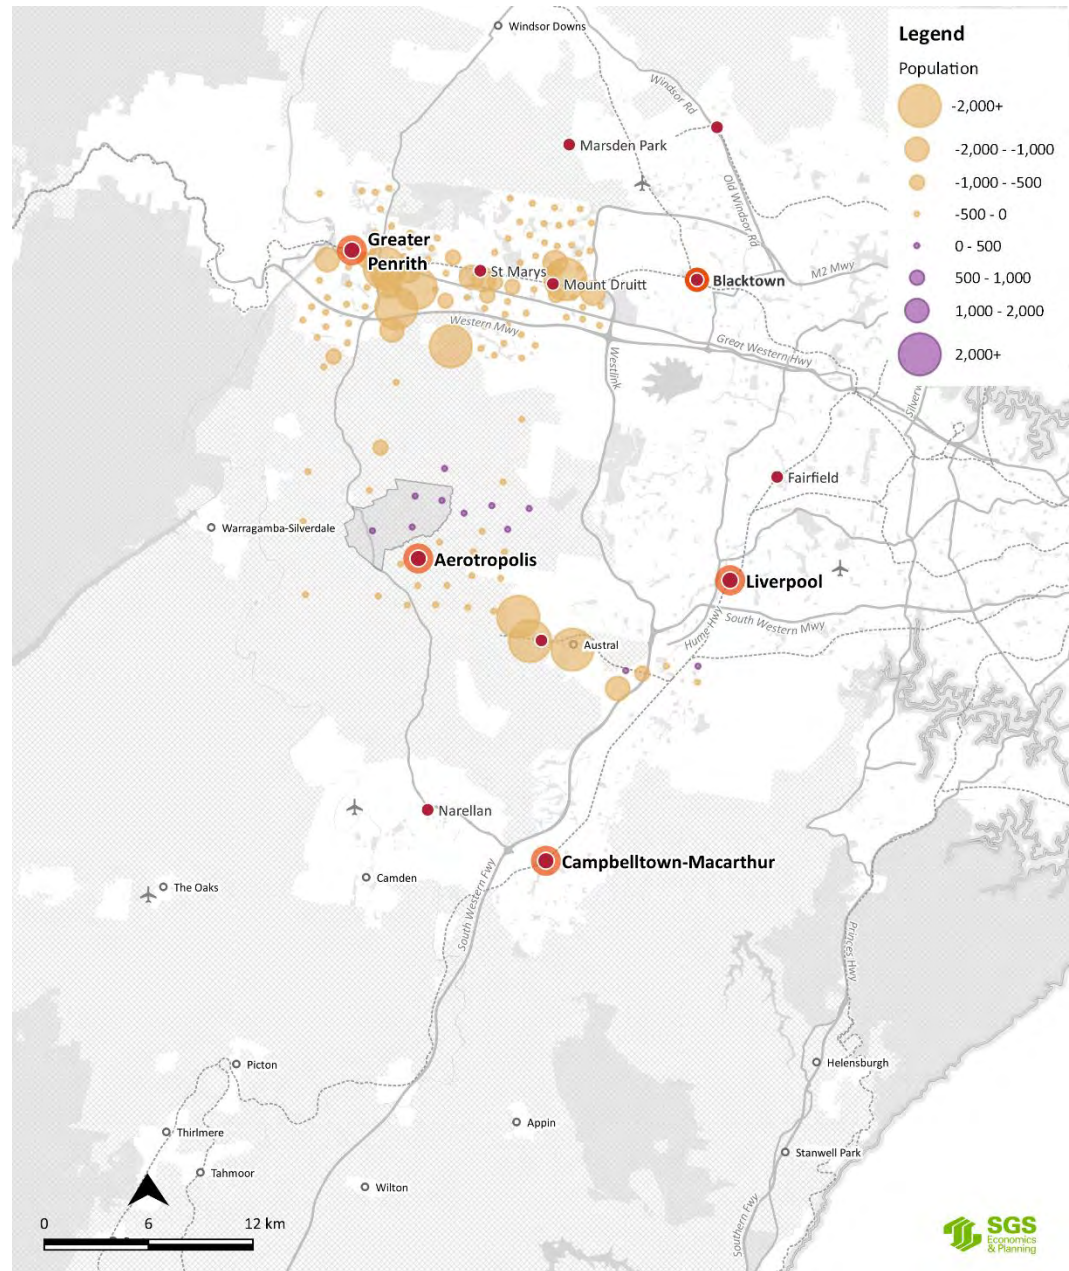 Windsor Downs
Legend
Population
-2,000+
-2,000 - -1,000
-1,000 - -500
-500 - 0
0 - 500
500 - 1,000
1,000 - 2,000
2,000+
Windsor Rd
Marsden Park
Old Windsor Rd
Greater
Penrith
St Marys
Mount Druitt
Blacktown
M2 Mwy
Western Mwy
Great Western Hwy
Westlink
Fairfield
Warragamba-Silverdale
Aerotropolis
Liverpool
South Western Mwy
Hume Hwy
Austral
Narellan
Campbelltown-Macarthur
The Oaks
Camden
South Western Fwy
Princes Hwy
Picton
Helensburgh
Appin
Thirlmere
Stanwell Park
Tahmoor
Wilton
Southern Fwy
0 6 12 km
SGS
Economics
& Planning